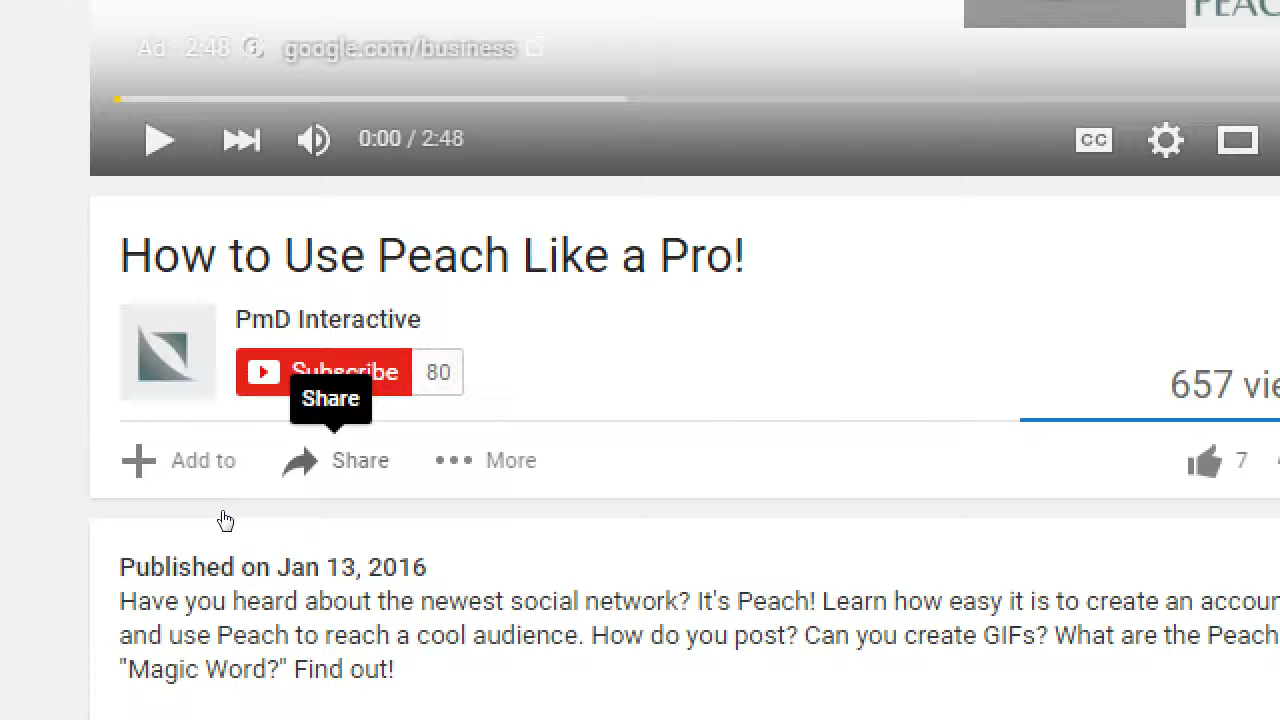 PEAC
Ad · 2:48 google.com/business
0:00 / 2:48
CC
How to Use Peach Like a Pro!
PmD Interactive
Subscribe 80
Share
657 vie
Add to Share More
7
Published on Jan 13, 2016
Have you heard about the newest social network? It's Peach! Learn how easy it is to create an accoun
and use Peach to reach a cool audience. How do you post? Can you create GIFs? What are the Peach
"Magic Word?" Find out!